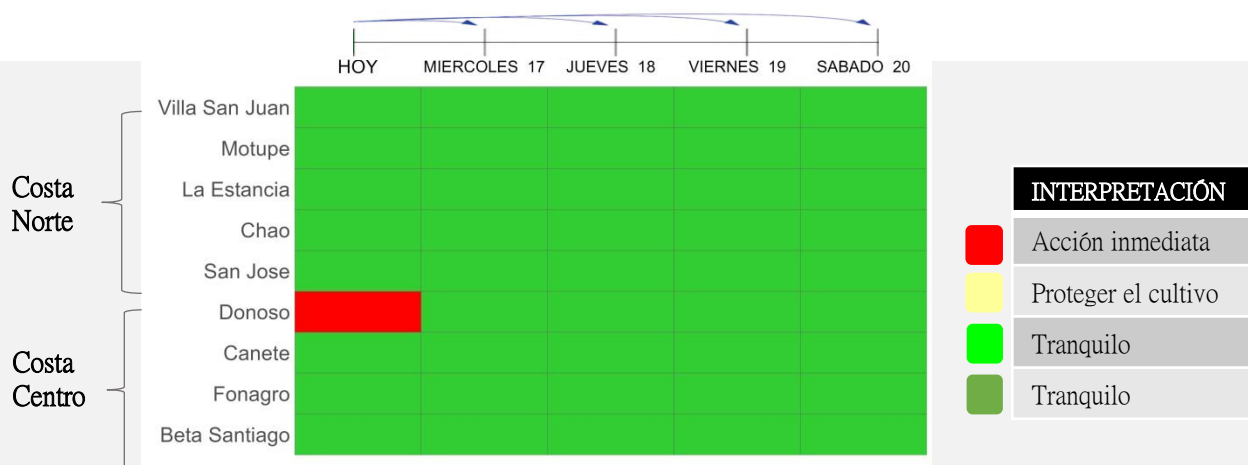 HOY MIERCOLES 17 JUEVES 18 VIERNES 19 SABADO 20
Villa San Juan
Motupe
La Estancia
Chao
San Jose
Donoso
Canete
Fonagro
Beta Santiago
Costa
Norte
Costa
Centro
INTERPRETACIÓN
Acción inmediata
Proteger el cultivo
Tranquilo
Tranquilo